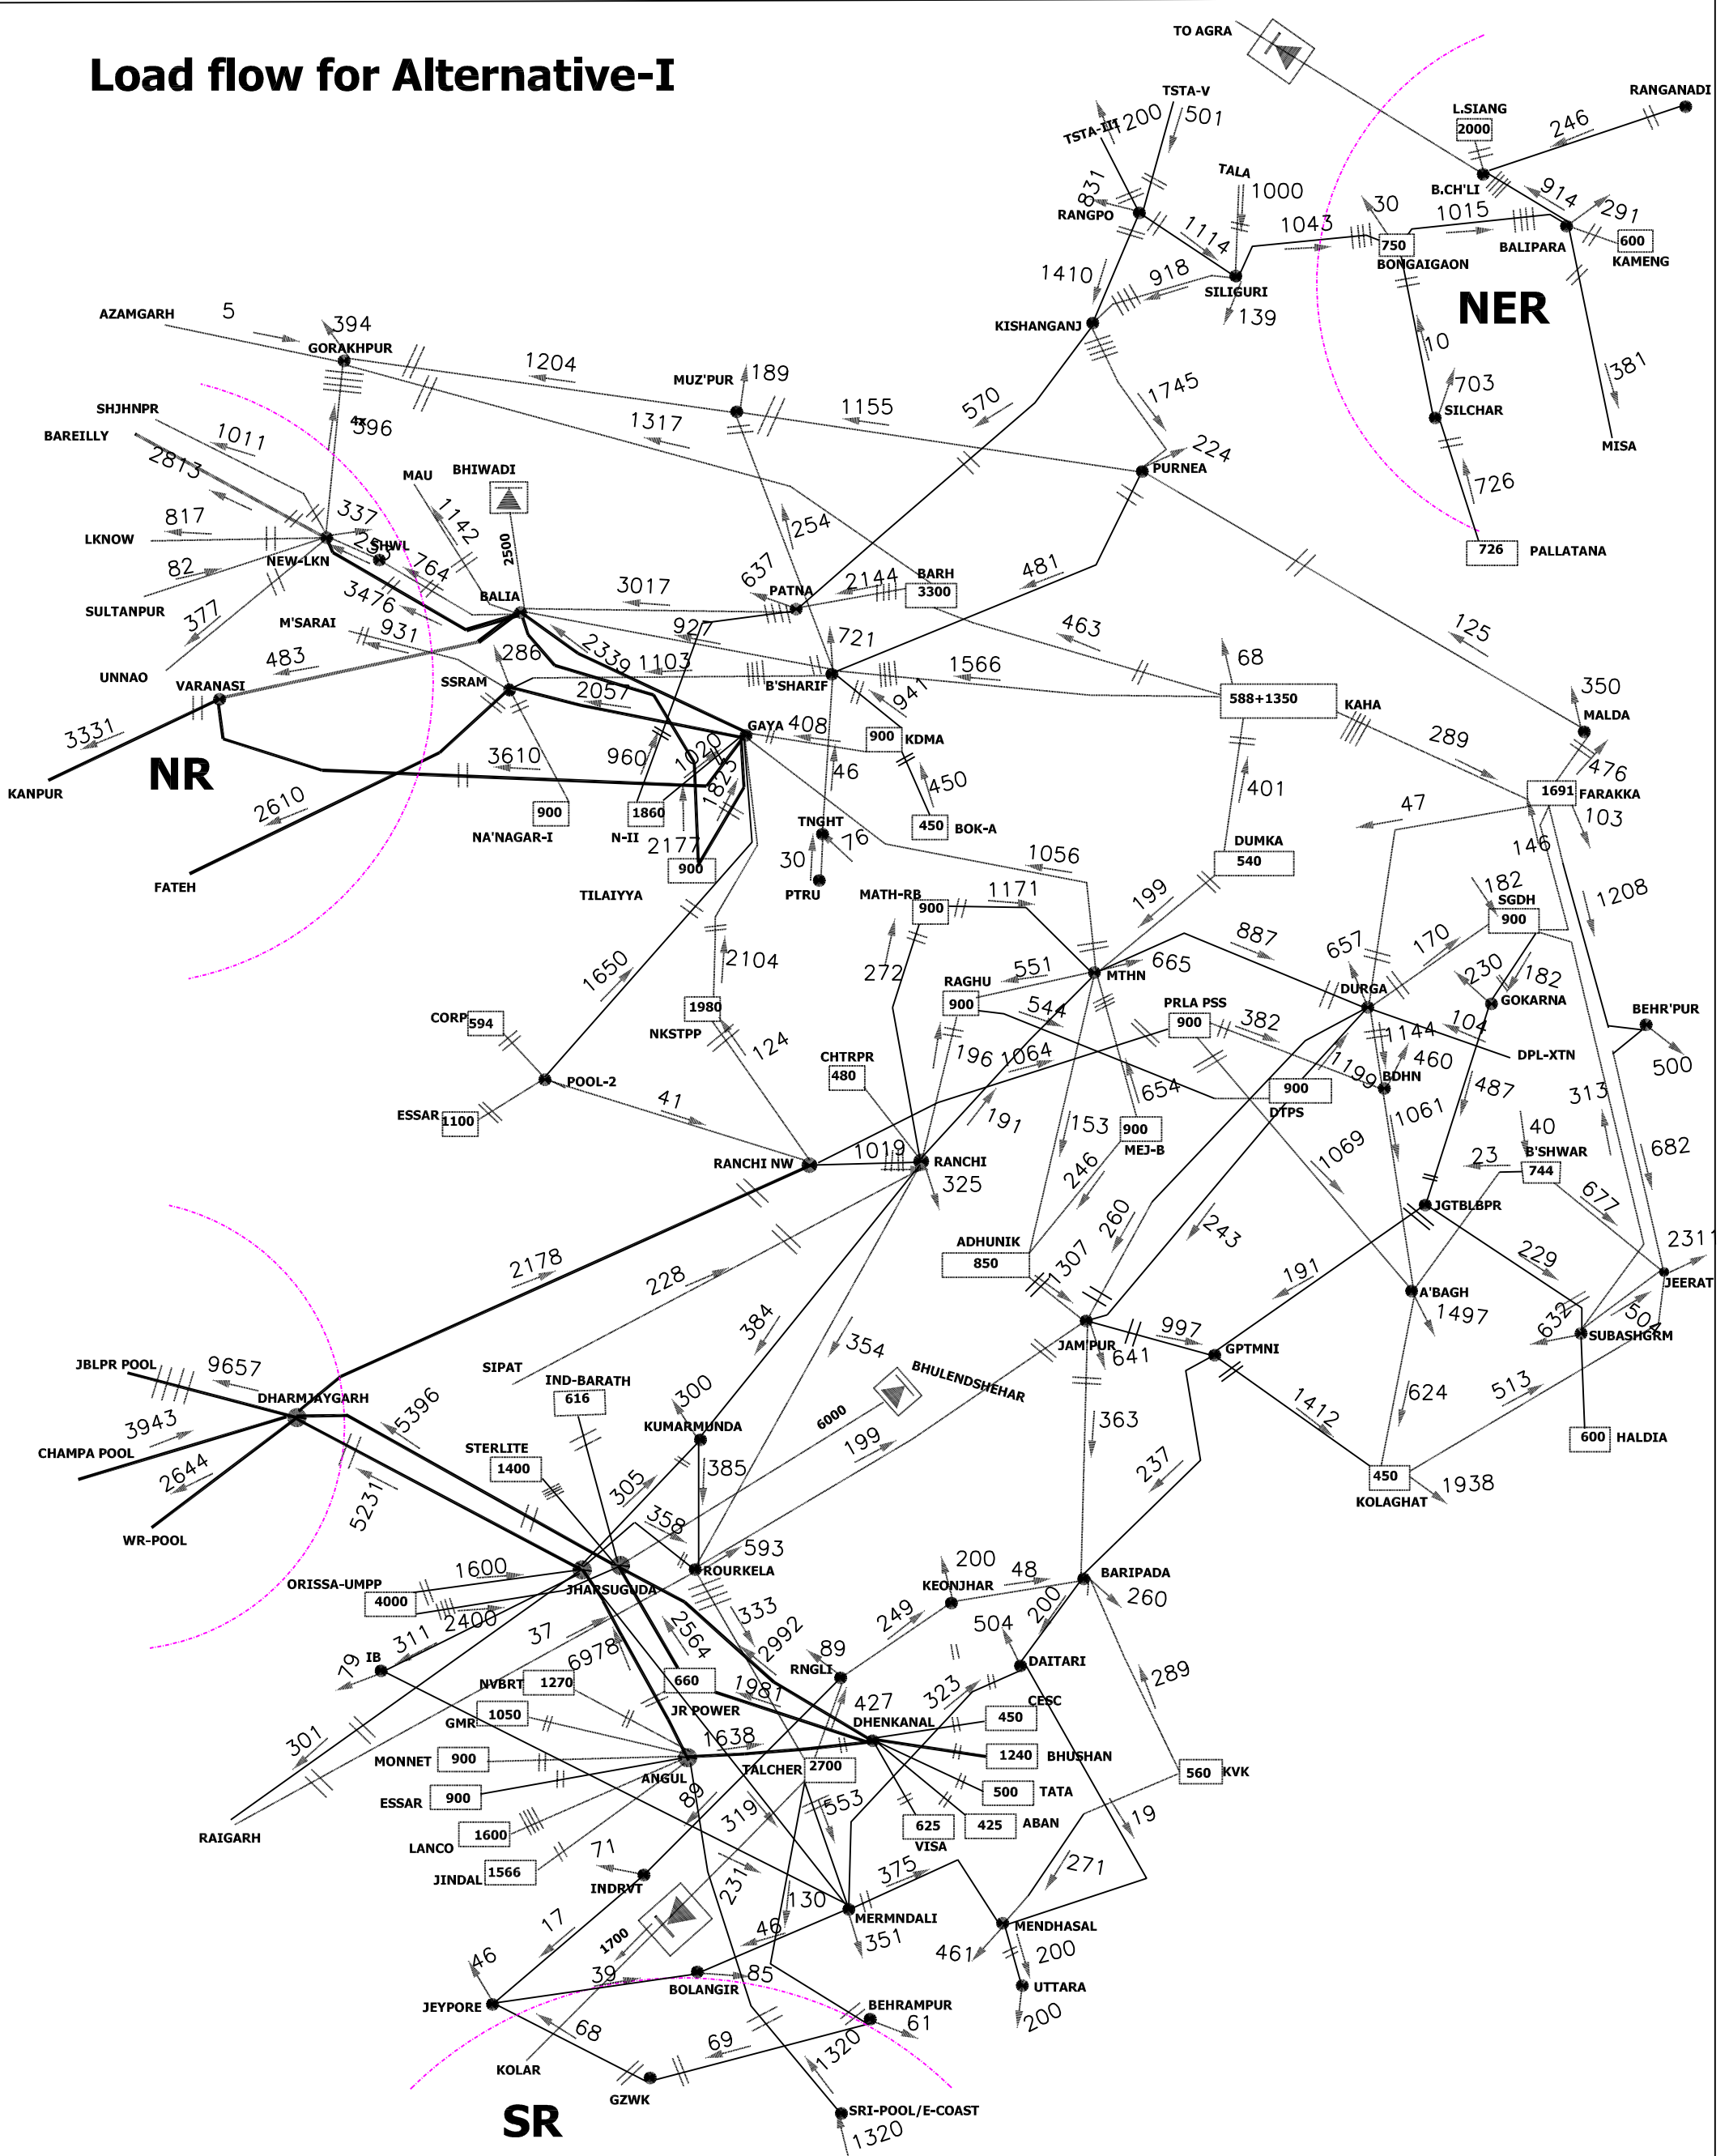 TO AGRA
Load flow for Alternative-I
TSTA-V
RANGANADI
L.SIANG
2000
246
TSTA-III
1200
501
TALA
1000
B.CH'LI
914
291
831
RANGPO
1114
30
1015
750
BALIPARA
600
KAMENG
1043
BONGAIGAON
1410
918
SILIGURI
139
NER
KISHANGANJ
10
381
AZAMGARH
5
394
GORAKHPUR
1204
MUZ'PUR
189
1155
570
1745
703
SILCHAR
MISA
SHJHNPR
BAREILLY
1011
2813
4x
396
1317
224
PURNEA
726
726
PALLATANA
MAU
BHIWADI
1142
2500
817
LKNOW
337
253
SHWL
NEW-LKN
764
254
82
SULTANPUR
3476
377
UNNAO
BALIA
3017
637
PATNA
2144
BARH
3300
481
M'SARAI
931
927
721
463
125
483
286
2339
1103
1566
68
VARANASI
SSRAM
2057
B'SHARIF
941
588+1350
KAHA
350
MALDA
3331
KANPUR
NR
GAYA
408
900
KDMA
289
3610
960
1020
1823
46
450
401
1691
FARAKKA
476
103
2610
900
NA'NAGAR-I
1860
N-II
2177
TNGHT
76
450
BOK-A
47
146
FATEH
900
TILAIYYA
30
PTRU
1056
DUMKA
540
MATH-RB
900
1171
199
182
SGDH
900
1208
1650
2104
272
887
657
170
551
MTHN
665
230
182
RAGHU
900
544
DURGA
GOKARNA
BEHR'PUR
CORP
594
1980
NKSTPP
124
PRLA PSS
900
382
1144
104
DPL-XTN
500
POOL-2
CHTRPR
480
196
1064
654
460
1199
BDHN
900
DTPS
487
313
ESSAR
1100
41
191
153
900
MEJ-B
1061
40
682
RANCHI NW
1019
RANCHI
325
246
1069
23
B'SHWAR
744
JGTBLBPR
677
2178
228
ADHUNIK
850
260
243
1307
229
2311
384
191
A'BAGH
1497
JEERAT
JBLPR POOL
9657
SIPAT
354
JAM'PUR
641
997
GPTMNI
632
504
SUBASHGRM
DHARMJAYGARH
3943
CHAMPA POOL
5396
IND-BARATH
616
300
BHULENDSHEHAR
6000
363
1412
624
513
KUMARMUNDA
2644
WR-POOL
STERLITE
1400
385
199
237
450
KOLAGHAT
1938
600
HALDIA
5231
305
358
593
ROURKELA
1600
ORISSA-UMPP
4000
JHARSUGUDA
2400
200
KEONJHAR
48
BARIPADA
260
311
37
6978
2564
333
2992
249
504
200
79
IB
89
RNGLI
DAITARI
NVBRT
1270
660
JR POWER
1981
427
323
289
GMR
1050
DHENKANAL
CESC
450
301
MONNET
900
1638
1240
BHUSHAN
ANGUL
TALCHER
2700
560
KVK
ESSAR
900
89
500
TATA
RAIGARH
LANCO
1600
319
553
625
VISA
425
ABAN
19
JINDAL
1566
71
INDRVT
231
375
271
17
130
1700
46
MERMNDALI
351
MENDHASAL
461
200
46
39
85
BOLANGIR
UTTARA
200
JEYPORE
BEHRAMPUR
61
68
69
1320
KOLAR
GZWK
SR
SRI-POOL/E-COAST
1320